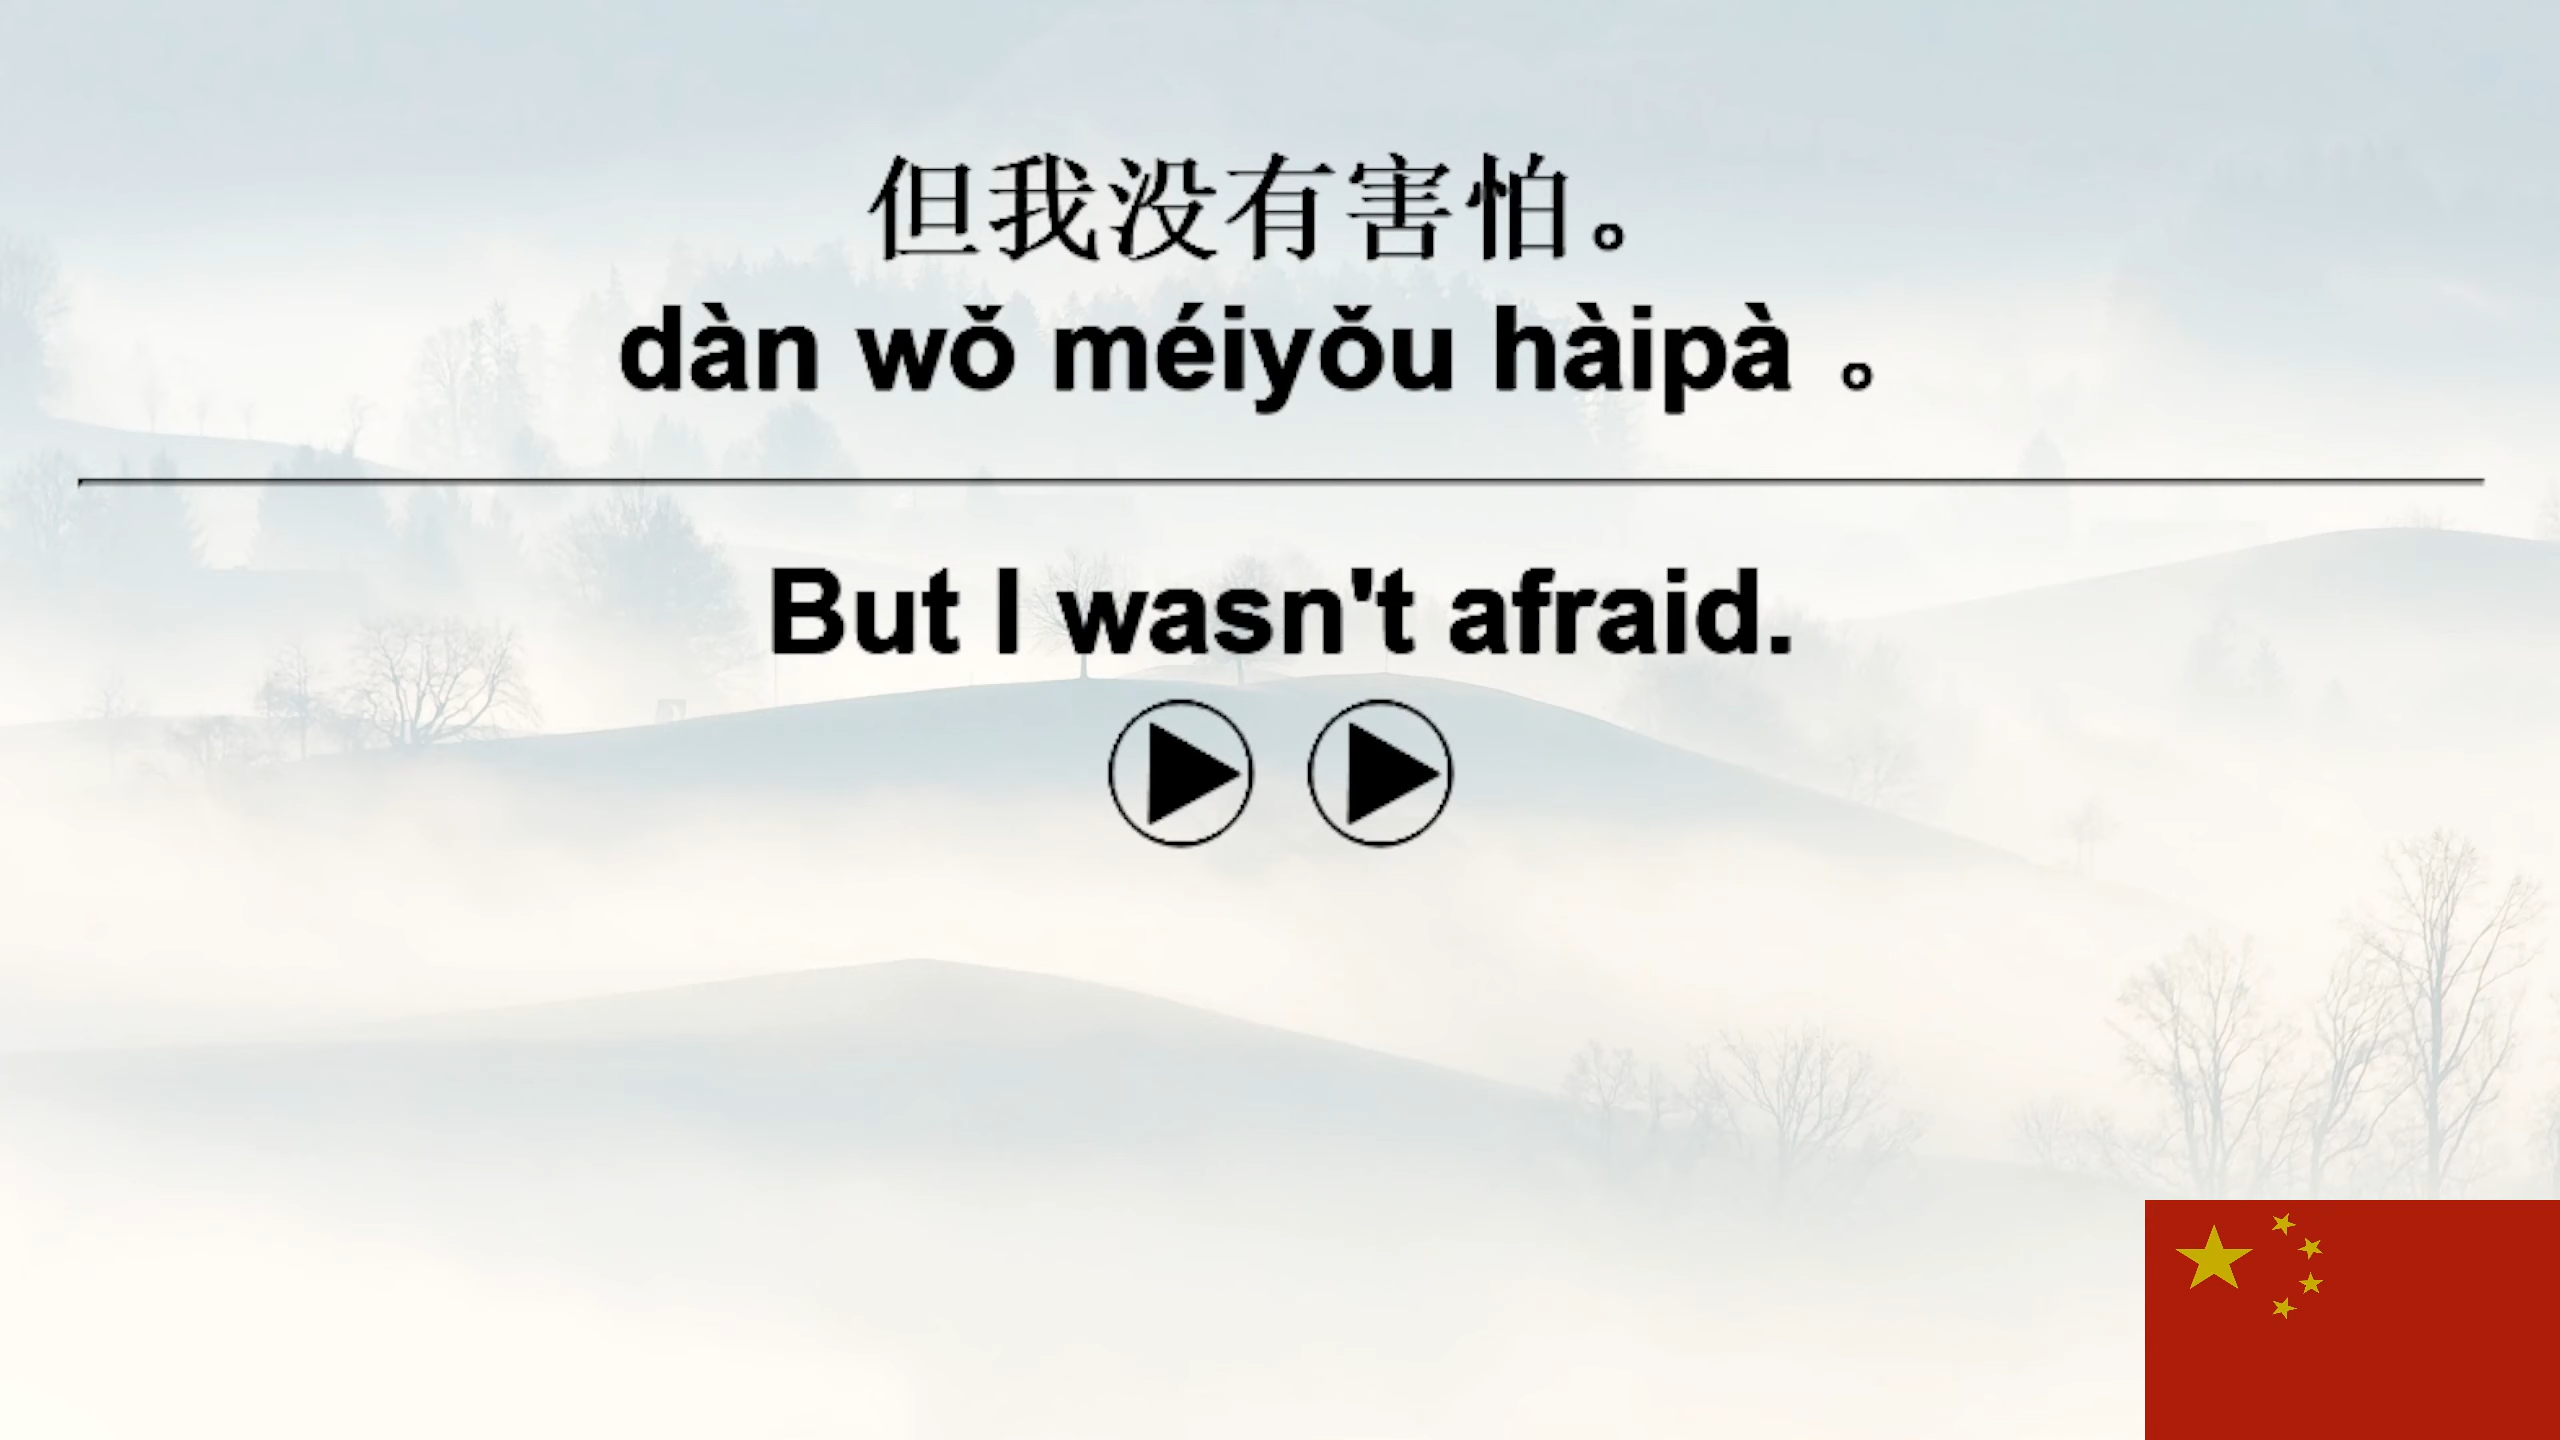 但我没有害怕。
dàn wǒ méiyǒu hàipà 。
But I wasn't afraid.